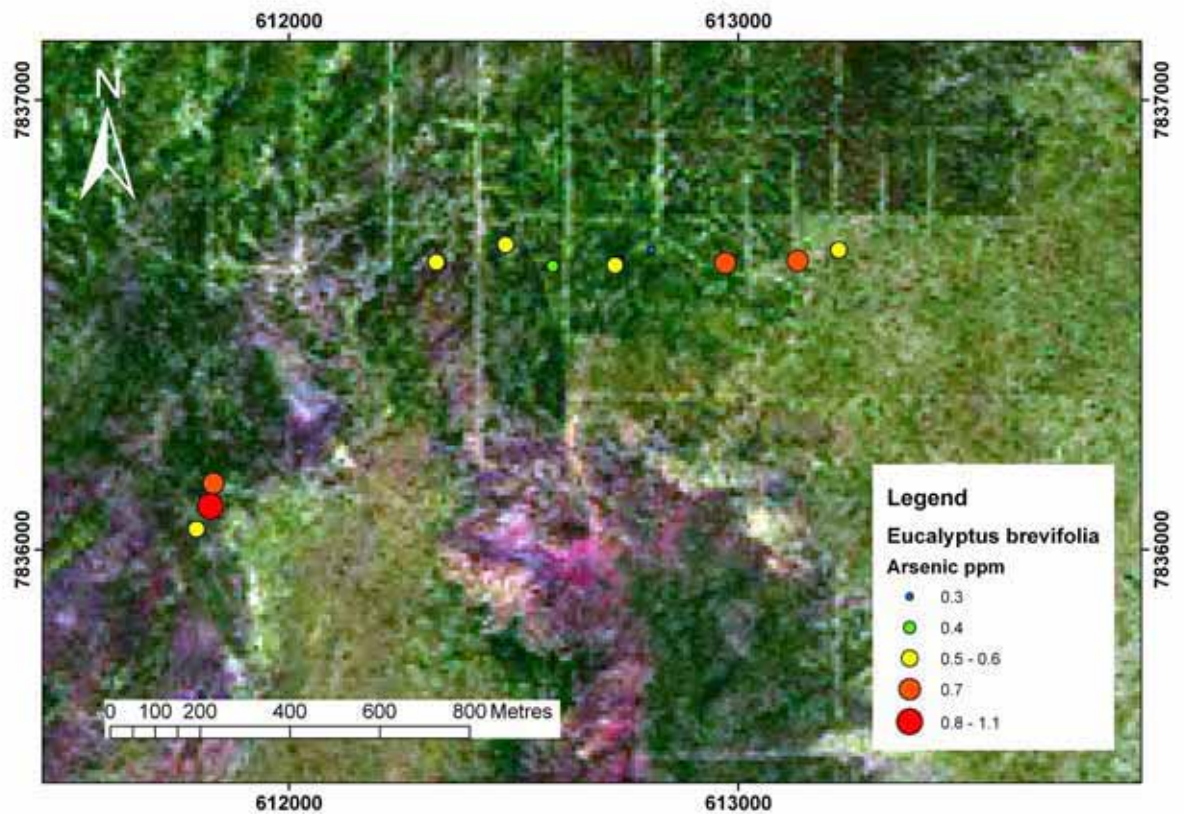 612000 613000
7837000 7837000
N
Legend
Eucalyptus brevifolia
Arsenic ppm
0.3
0.4
0.5 - 0.6
0.7
0.8 - 1.1
7836000 7836000
0 100 200 400 600 800 Metres
612000 613000